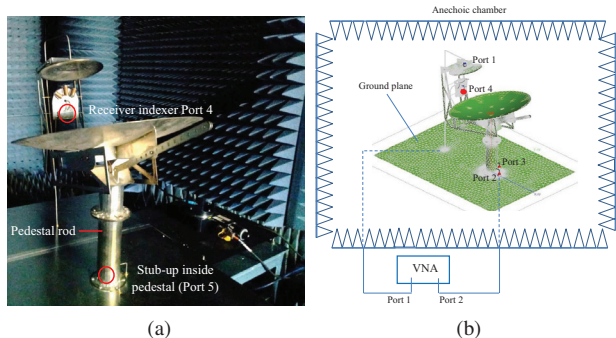 Receiver indexer Port 4
Pedestal rod
Stub-up inside
pedestal (Port 5)
(a)
Anechoic chamber
Port 1
Port 4
Ground plane
Port 3
Port 2
VNA
Port 1
Port 2
(b)